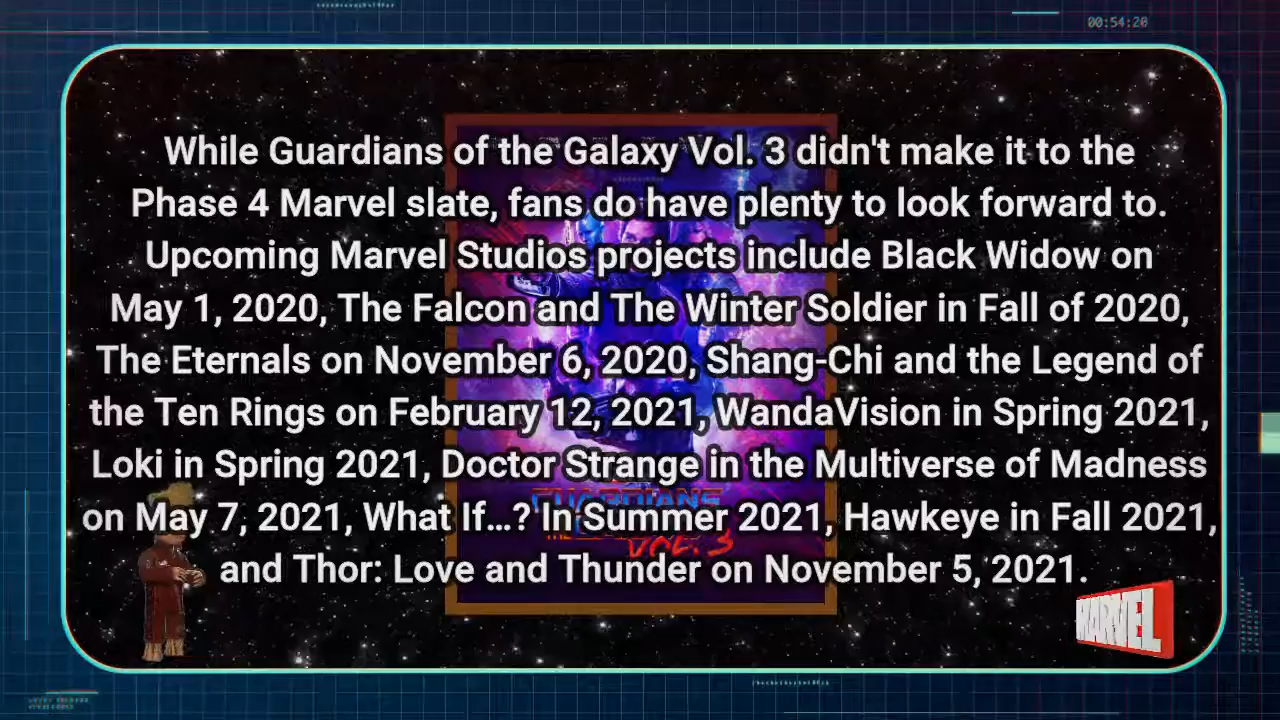 00:54:20
While Guardians of the Galaxy Vol. 3 didn't make it to the
Phase 4 Marvel slate, fans do have plenty to look forward to.
Upcoming Marvel Studios projects include Black Widow on
May 1, 2020, The Falcon and The Winter Soldier in Fall of 2020,
The Eternals on November 6, 2020, Shang-Chi and the Legend of
the Ten Rings on February 12, 2021, WandaVision in Spring 2021,
Loki in Spring 2021, Doctor Strange in the Multiverse of Madness
on May 7, 2021, What If...? In Summer 2021, Hawkeye in Fall 2021,
and Thor: Love and Thunder on November 5, 2021.
GUARDIANS
VOL. 3
MARVEL